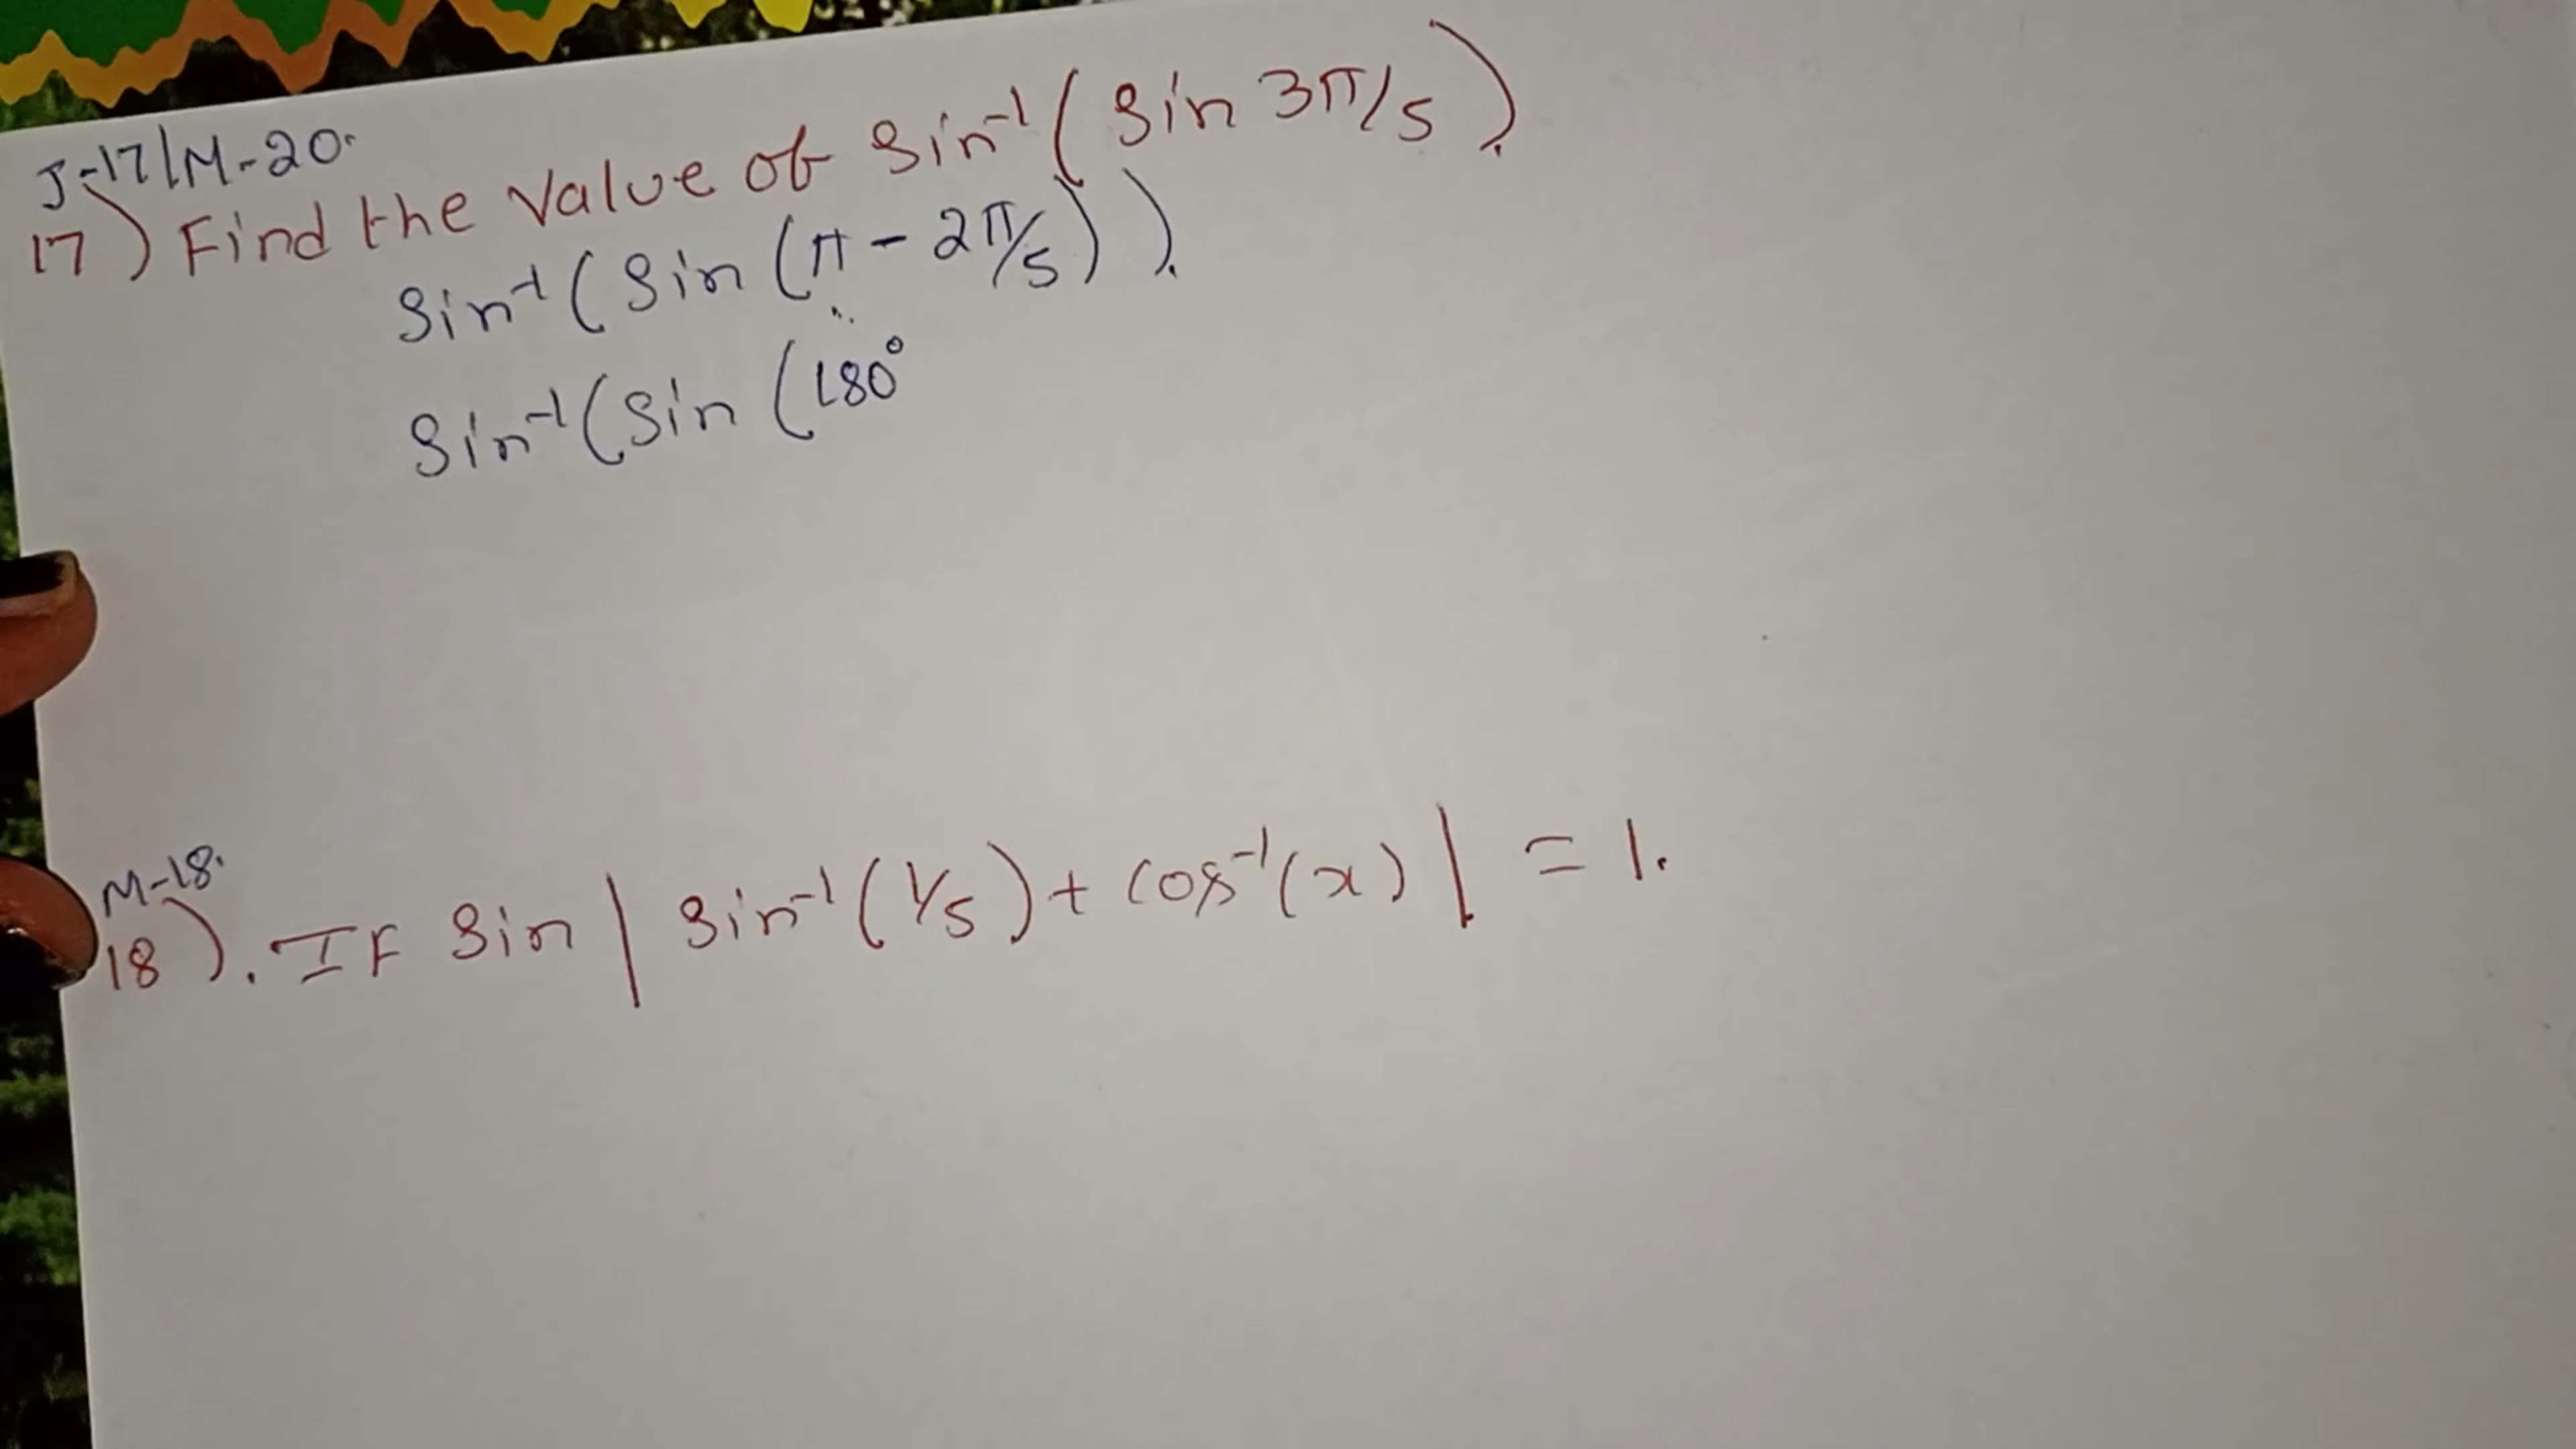 J-17/M-20.
17) Find the value of Sin⁻¹(Sin 3π/5).
Sin⁻¹(Sin(π - 2π/5)).
Sin⁻¹(Sin(180°
M-18.
18). IF Sin | Sin⁻¹(1/5) + Cos⁻¹(x) | = 1.